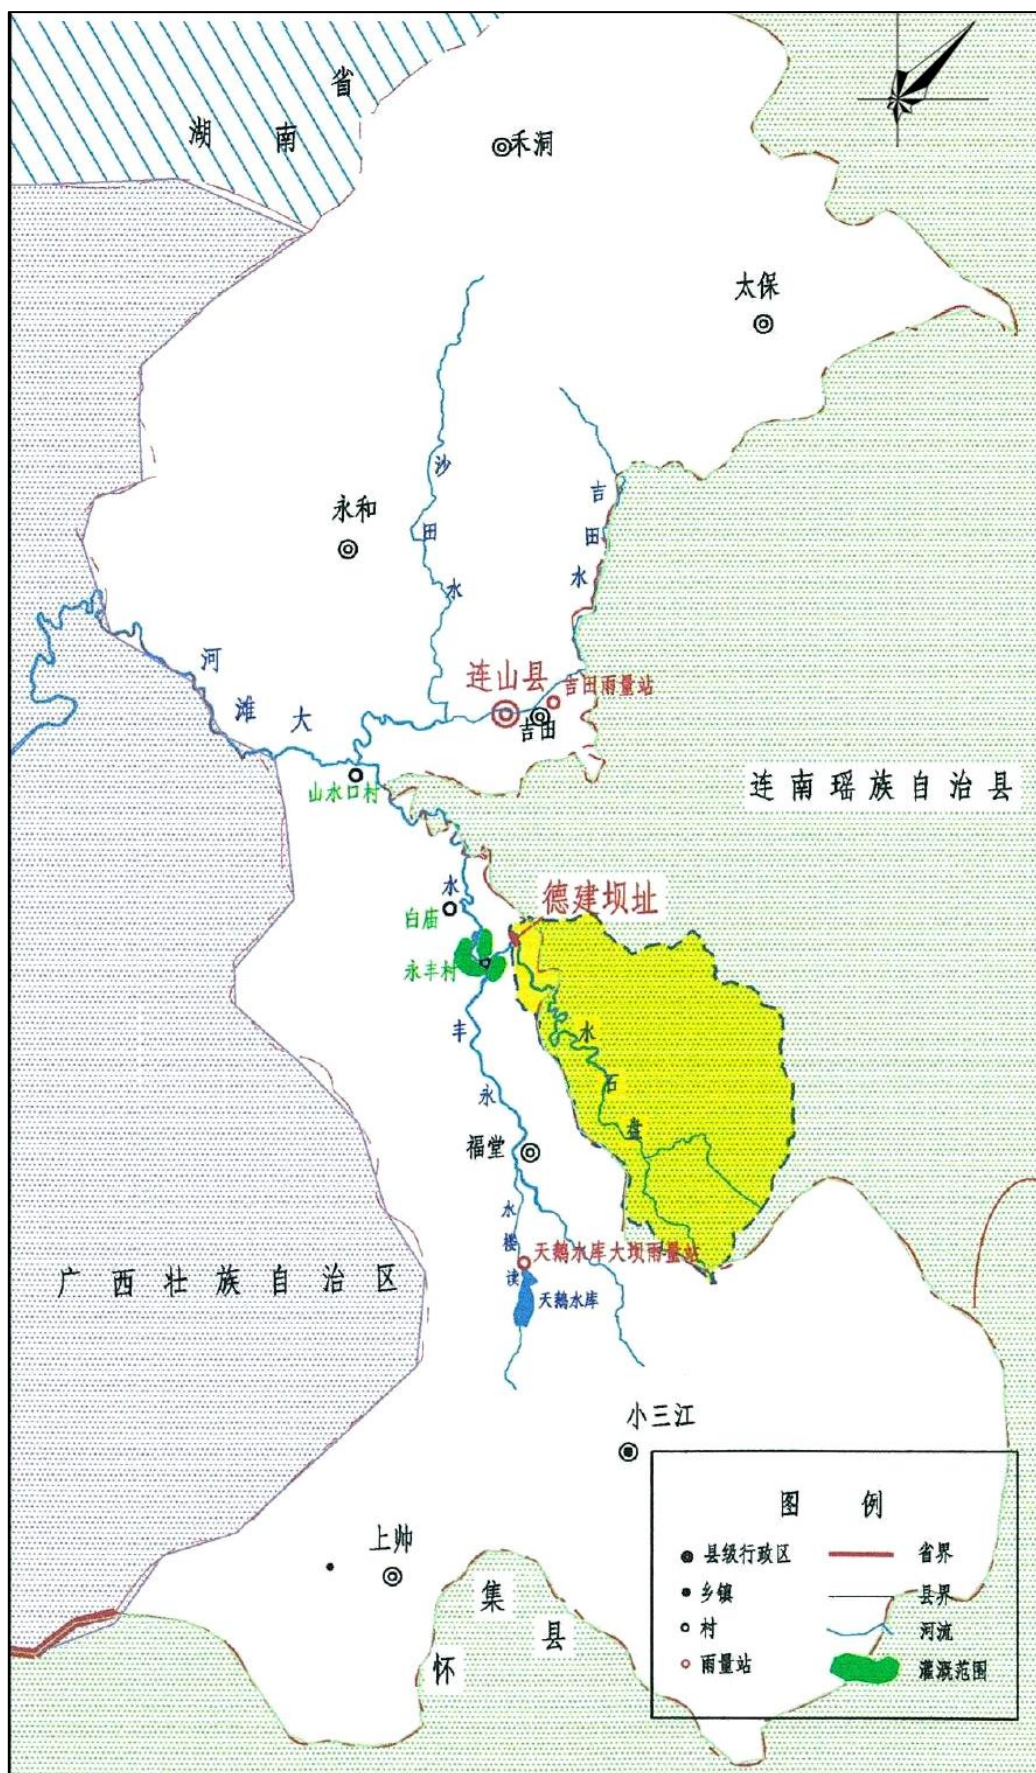 湖南省
禾洞
太保
沙田水
吉田水
永和
河滩大
连山县
吉田雨量站
吉田
山水口村
连南瑶族自治县
德建坝址
白庙
永丰村
水丰永
水石盘
福堂
水楼读
天鹅水库大坝雨量站
天鹅水库
广西壮族自治区
小三江
上帅
怀集县
图例
县级行政区
省界
乡镇
县界
村
河流
雨量站
灌溉范围